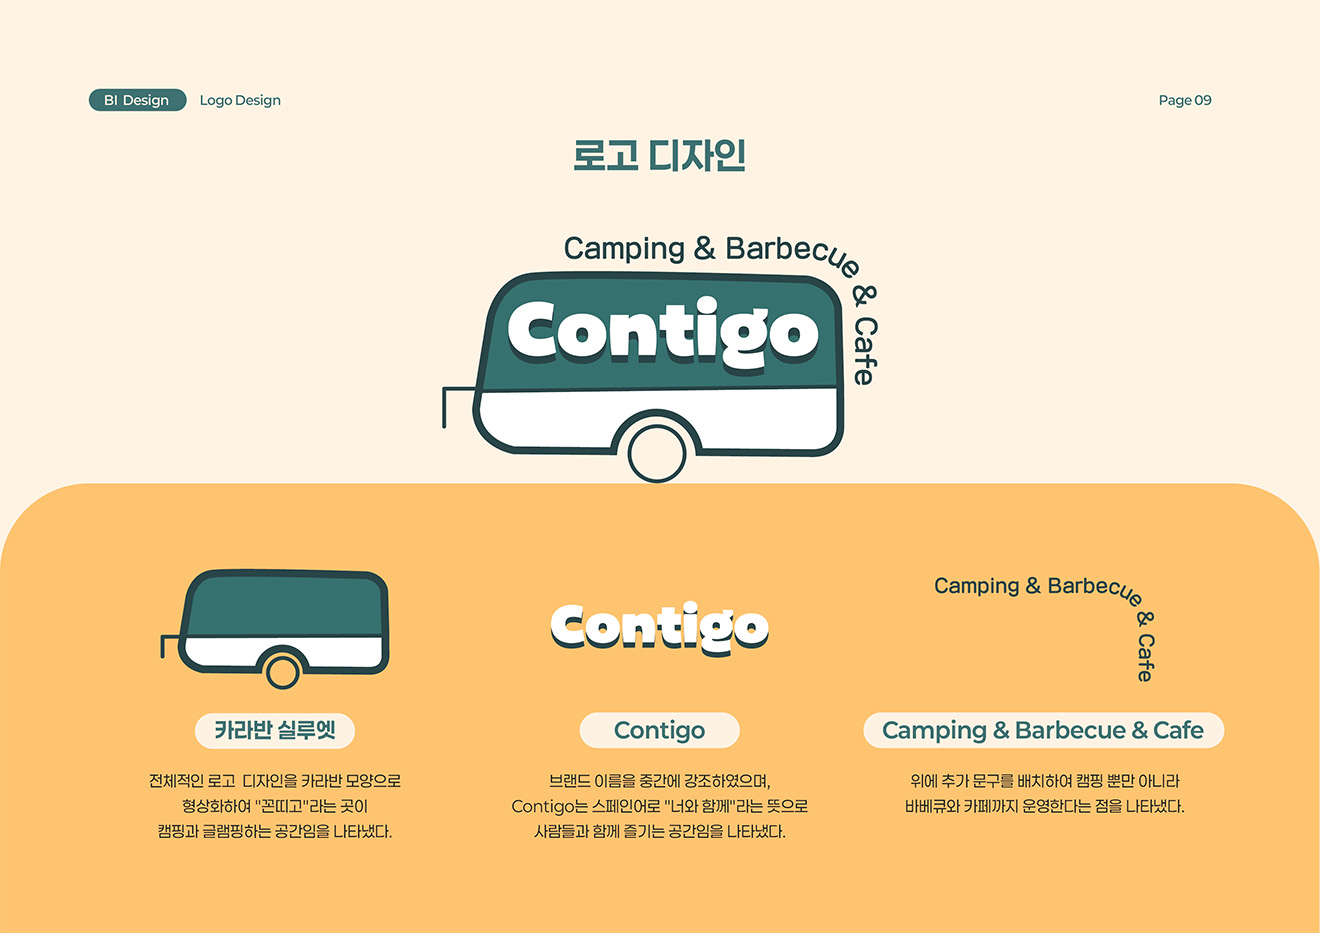 BI Design
Logo Design
Page 09
로고 디자인
Camping & Barbecue & Cafe
Contigo
Contigo
Camping & Barbecue & Cafe
카라반 실루엣
전체적인 로고 디자인을 카라반 모양으로
형상화하여 "꼰띠고"라는 곳이
캠핑과 글램핑하는 공간임을 나타냈다.
Contigo
브랜드 이름을 중간에 강조하였으며,
Contigo는 스페인어로 "너와 함께"라는 뜻으로
사람들과 함께 즐기는 공간임을 나타냈다.
Camping & Barbecue & Cafe
위에 추가 문구를 배치하여 캠핑 뿐만 아니라
바베큐와 카페까지 운영한다는 점을 나타냈다.